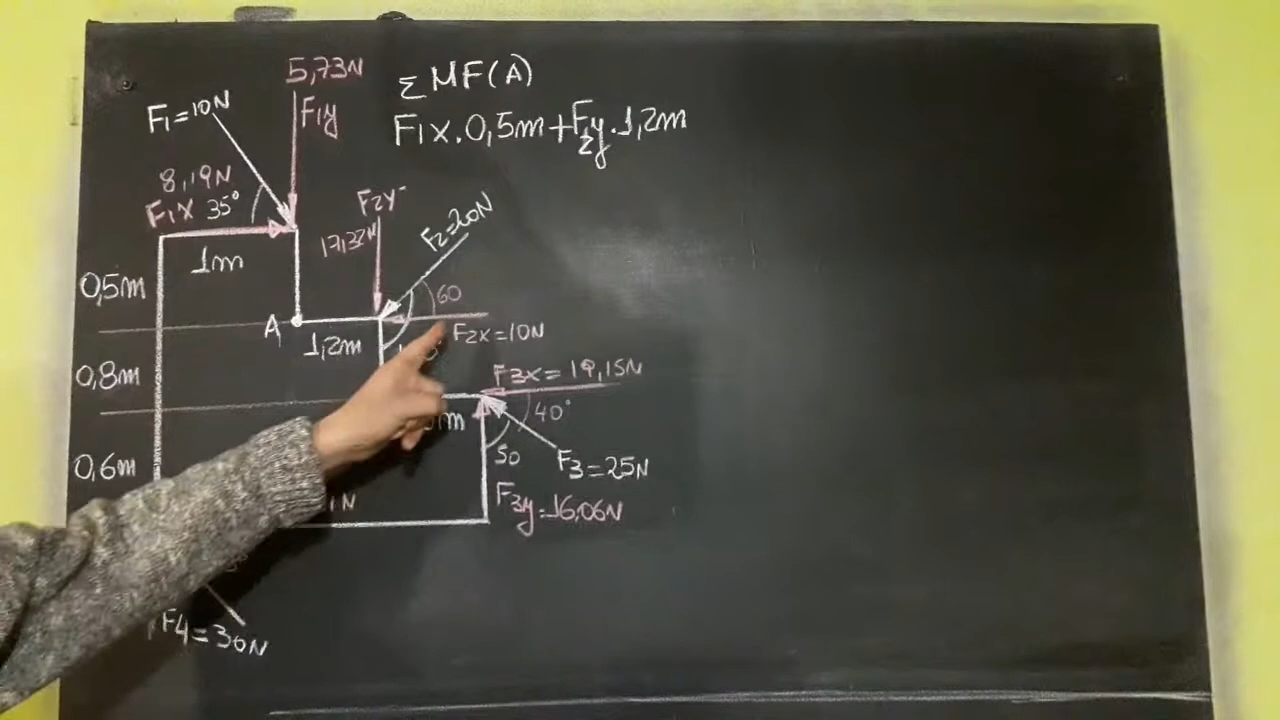 5,73N
Σ MF(A)
F1=10N
F1y
F1x.0,5m+F2y.1,2m
8,19N
F1x 35°
F2y
F2=20N
17,32N
1m
0,5m
60
A
1,2m
F2x=10N
0,8m
F3x=19,15N
40°
m
50
0,6m
F3=25N
N
F3y=16,06N
F4=30N